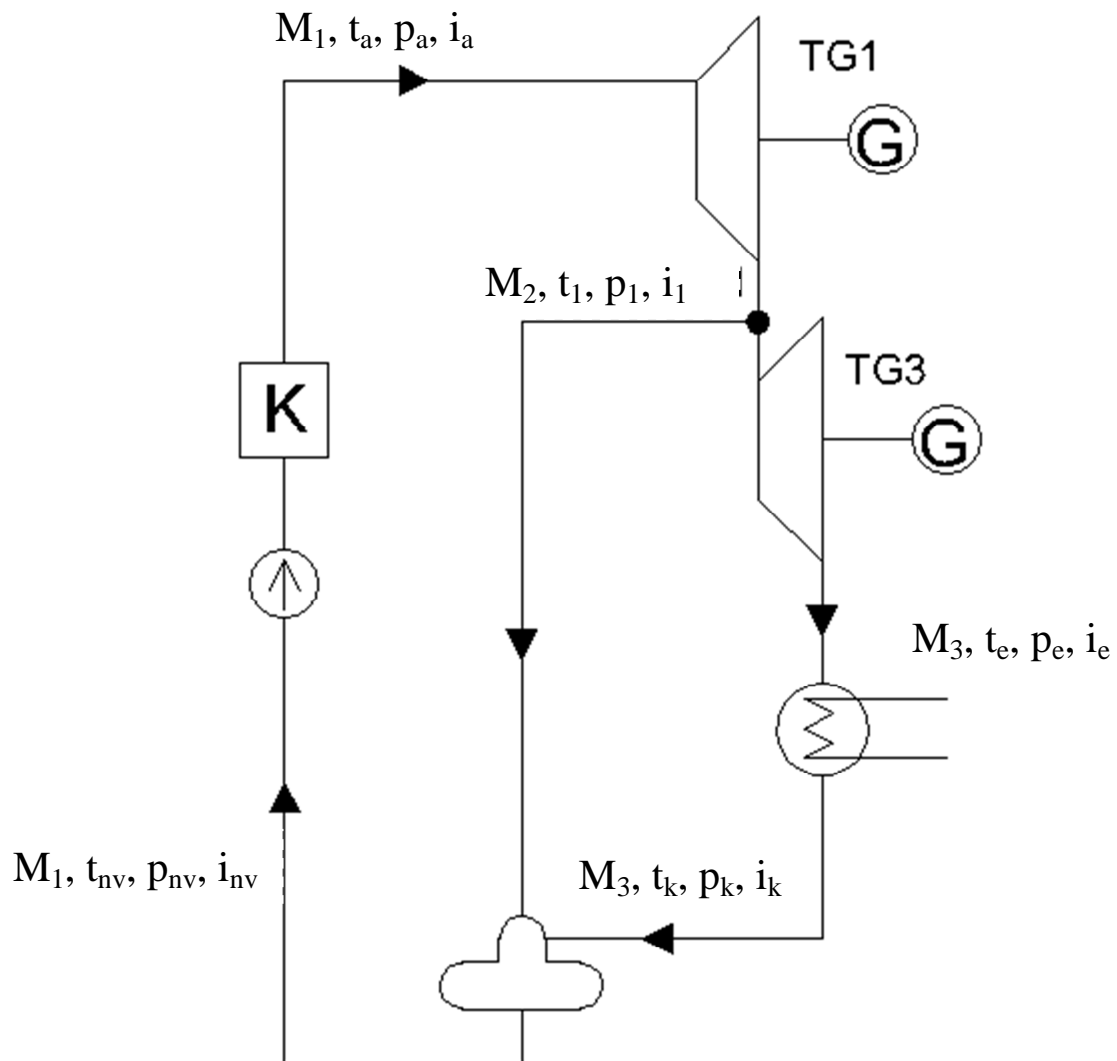 M₁, tₐ, pₐ, iₐ
TG1
G
M₂, t₁, p₁, i₁
TG3
K
G
M₃, tₑ, pₑ, iₑ
M₁, tₙᵥ, pₙᵥ, iₙᵥ
M₃, tₖ, pₖ, iₖ